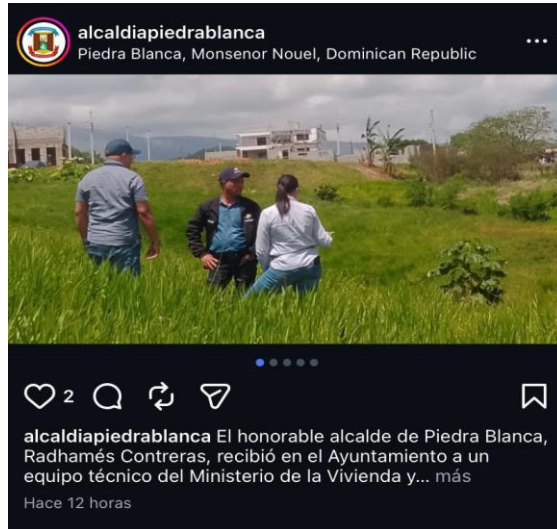 alcaldiapiedrablanca
Piedra Blanca, Monsenor Nouel, Dominican Republic
2
alcaldiapiedrablanca El honorable alcalde de Piedra Blanca,
Radhamés Contreras, recibió en el Ayuntamiento a un
equipo técnico del Ministerio de la Vivienda y... más
Hace 12 horas